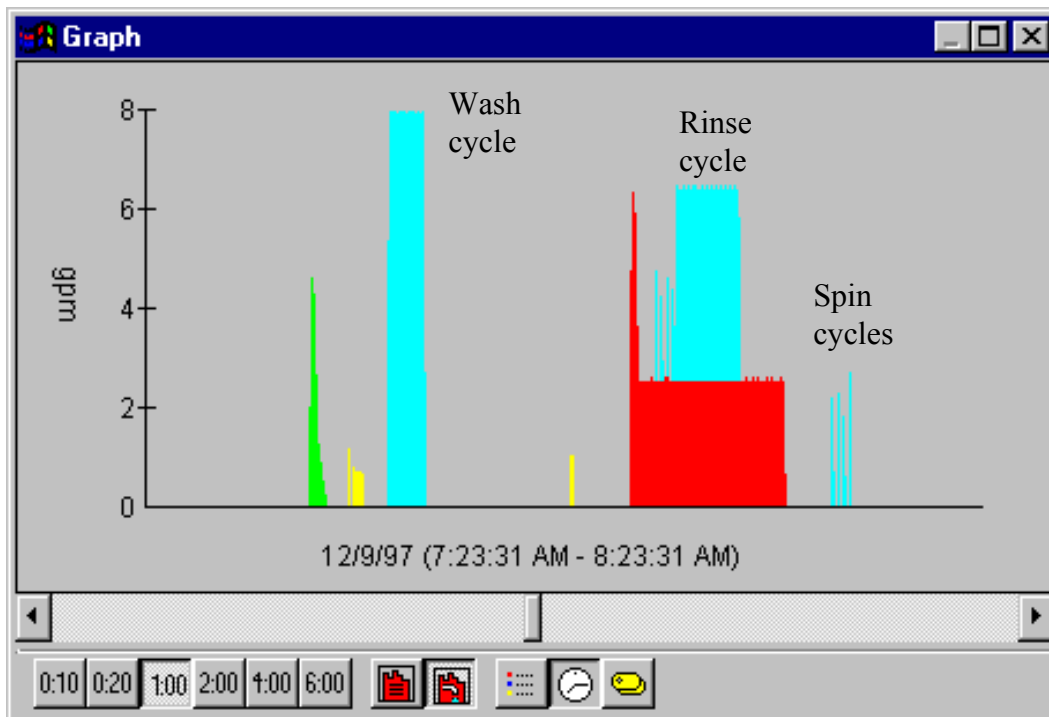 Graph
8
6
4
2
0
gpm
Wash
cycle
Rinse
cycle
Spin
cycles
12/9/97 (7:23:31 AM - 8:23:31 AM)
0:10 0:20 1:00 2:00 4:00 6:00